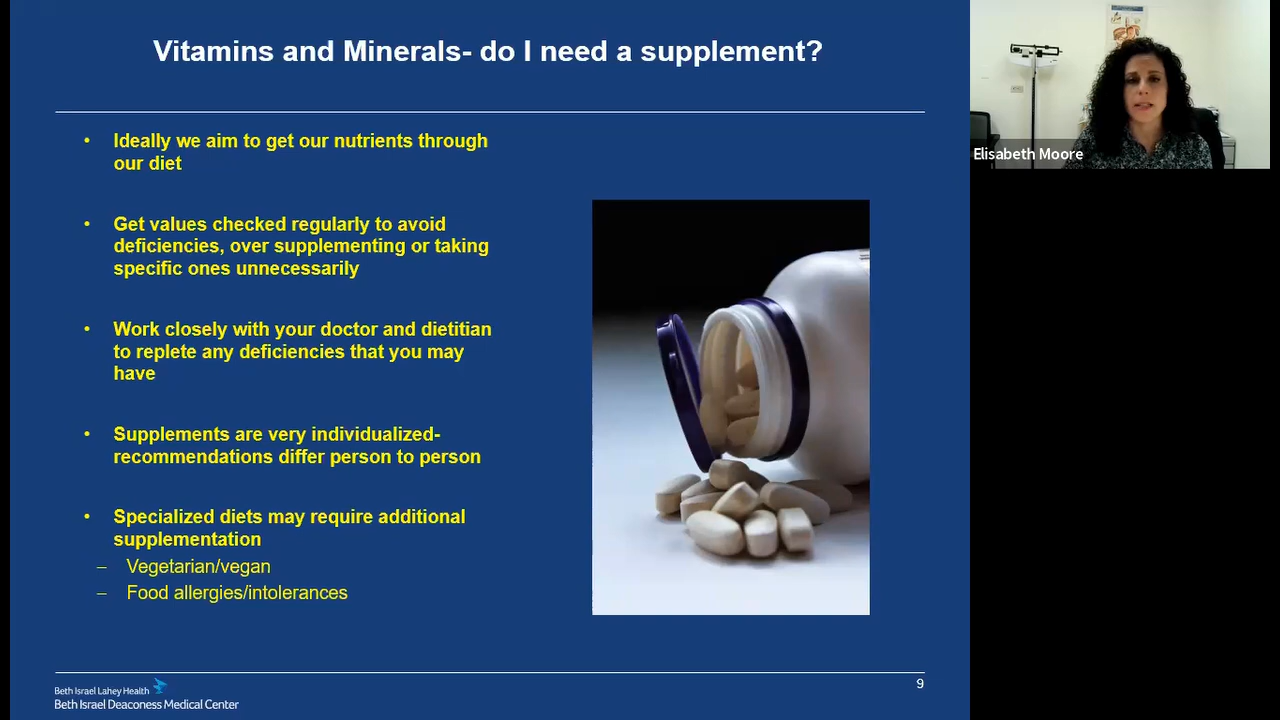 Vitamins and Minerals- do I need a supplement?
• Ideally we aim to get our nutrients through
our diet
• Get values checked regularly to avoid
deficiencies, over supplementing or taking
specific ones unnecessarily
• Work closely with your doctor and dietitian
to replete any deficiencies that you may
have
• Supplements are very individualized-
recommendations differ person to person
• Specialized diets may require additional
supplementation
– Vegetarian/vegan
– Food allergies/intolerances
Beth Israel Lahey Health
Beth Israel Deaconess Medical Center
9
Elisabeth Moore